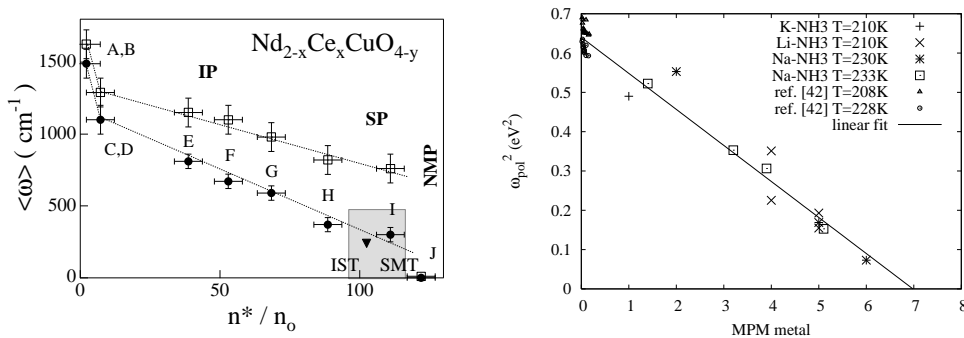 Nd2-xCexCuO4-y
A,B
IP
SP
NMP
C,D
E
F
G
H
I
J
IST
SMT
<ω> ( cm-1)
1500
1000
500
0
0
50
100
n* / no
K-NH3 T=210K
Li-NH3 T=210K
Na-NH3 T=230K
Na-NH3 T=233K
ref. [42] T=208K
ref. [42] T=228K
linear fit
ωpol2 (eV2)
0.7
0.6
0.5
0.4
0.3
0.2
0.1
0
0 1 2 3 4 5 6 7 8
MPM metal